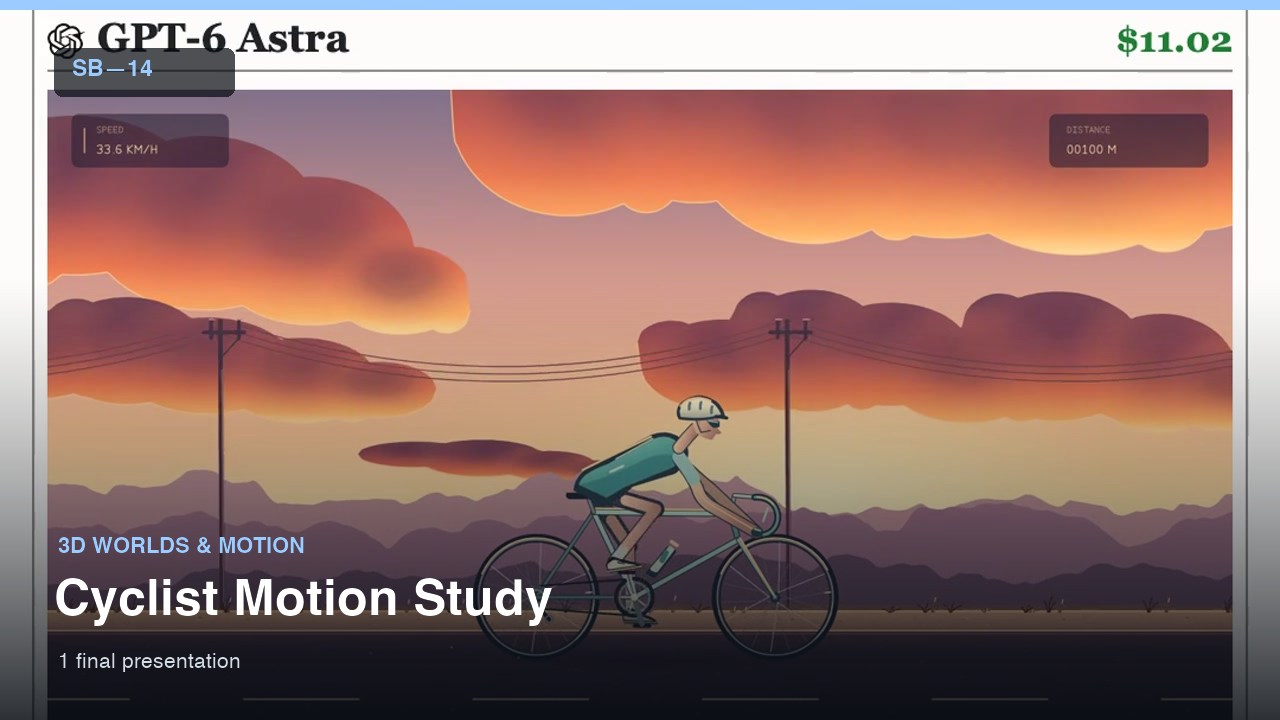 GPT-6 Astra
$11.02
SB—14
SPEED
33.6 KM/H
DISTANCE
00100 M
3D WORLDS & MOTION
Cyclist Motion Study
1 final presentation